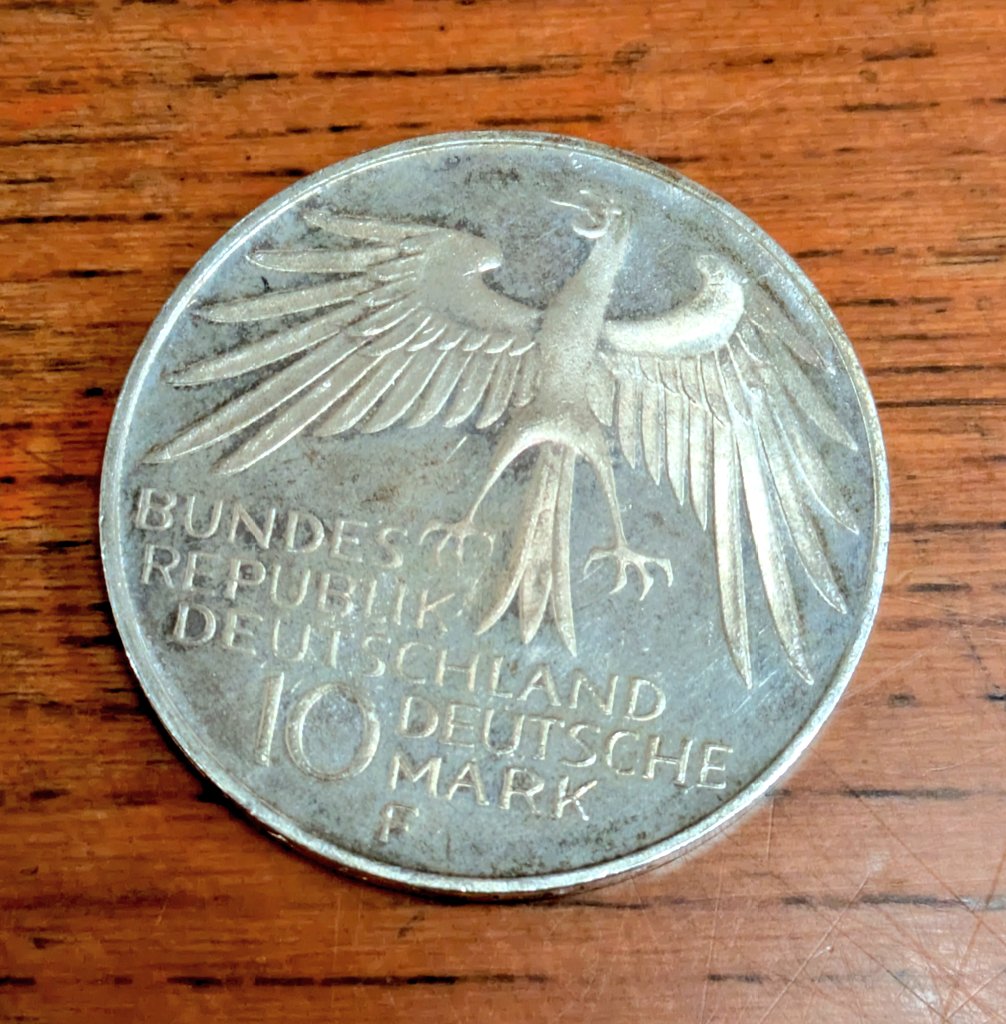 BUNDES
REPUBLIK
DEUTSCHLAND
10 DEUTSCHE
MARK
F